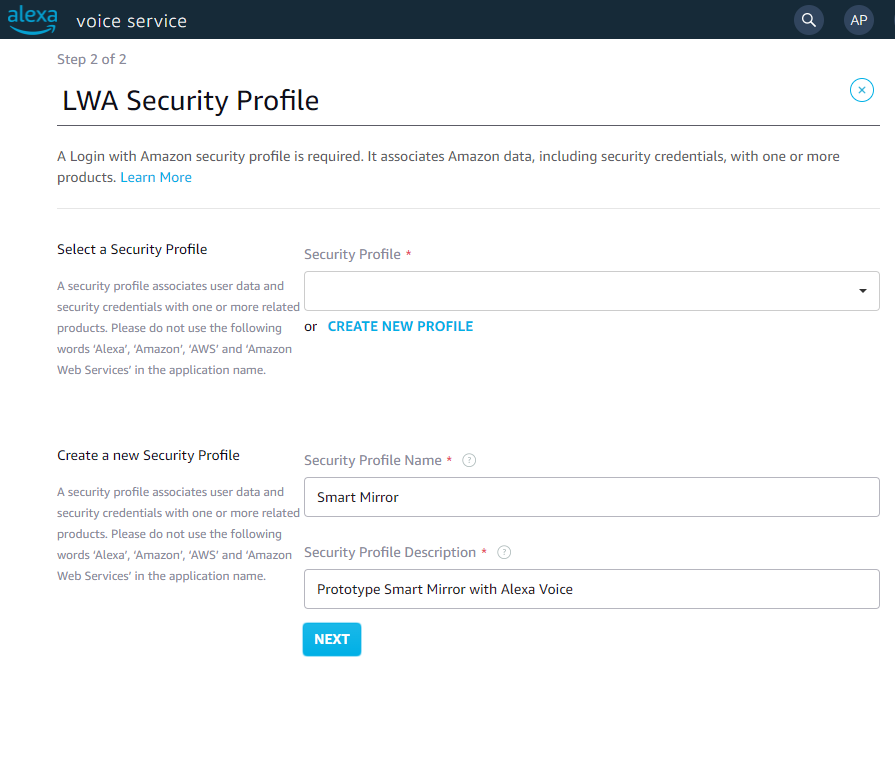 alexa voice service AP
Step 2 of 2
LWA Security Profile
A Login with Amazon security profile is required. It associates Amazon data, including security credentials, with one or more
products. Learn More
Select a Security Profile
A security profile associates user data and
security credentials with one or more related
products. Please do not use the following
words ‘Alexa’, ‘Amazon’, ‘AWS’ and ‘Amazon
Web Services’ in the application name.
Security Profile *
or CREATE NEW PROFILE
Create a new Security Profile
A security profile associates user data and
security credentials with one or more related
products. Please do not use the following
words ‘Alexa’, ‘Amazon’, ‘AWS’ and ‘Amazon
Web Services’ in the application name.
Security Profile Name * ?
Smart Mirror
Security Profile Description * ?
Prototype Smart Mirror with Alexa Voice
NEXT